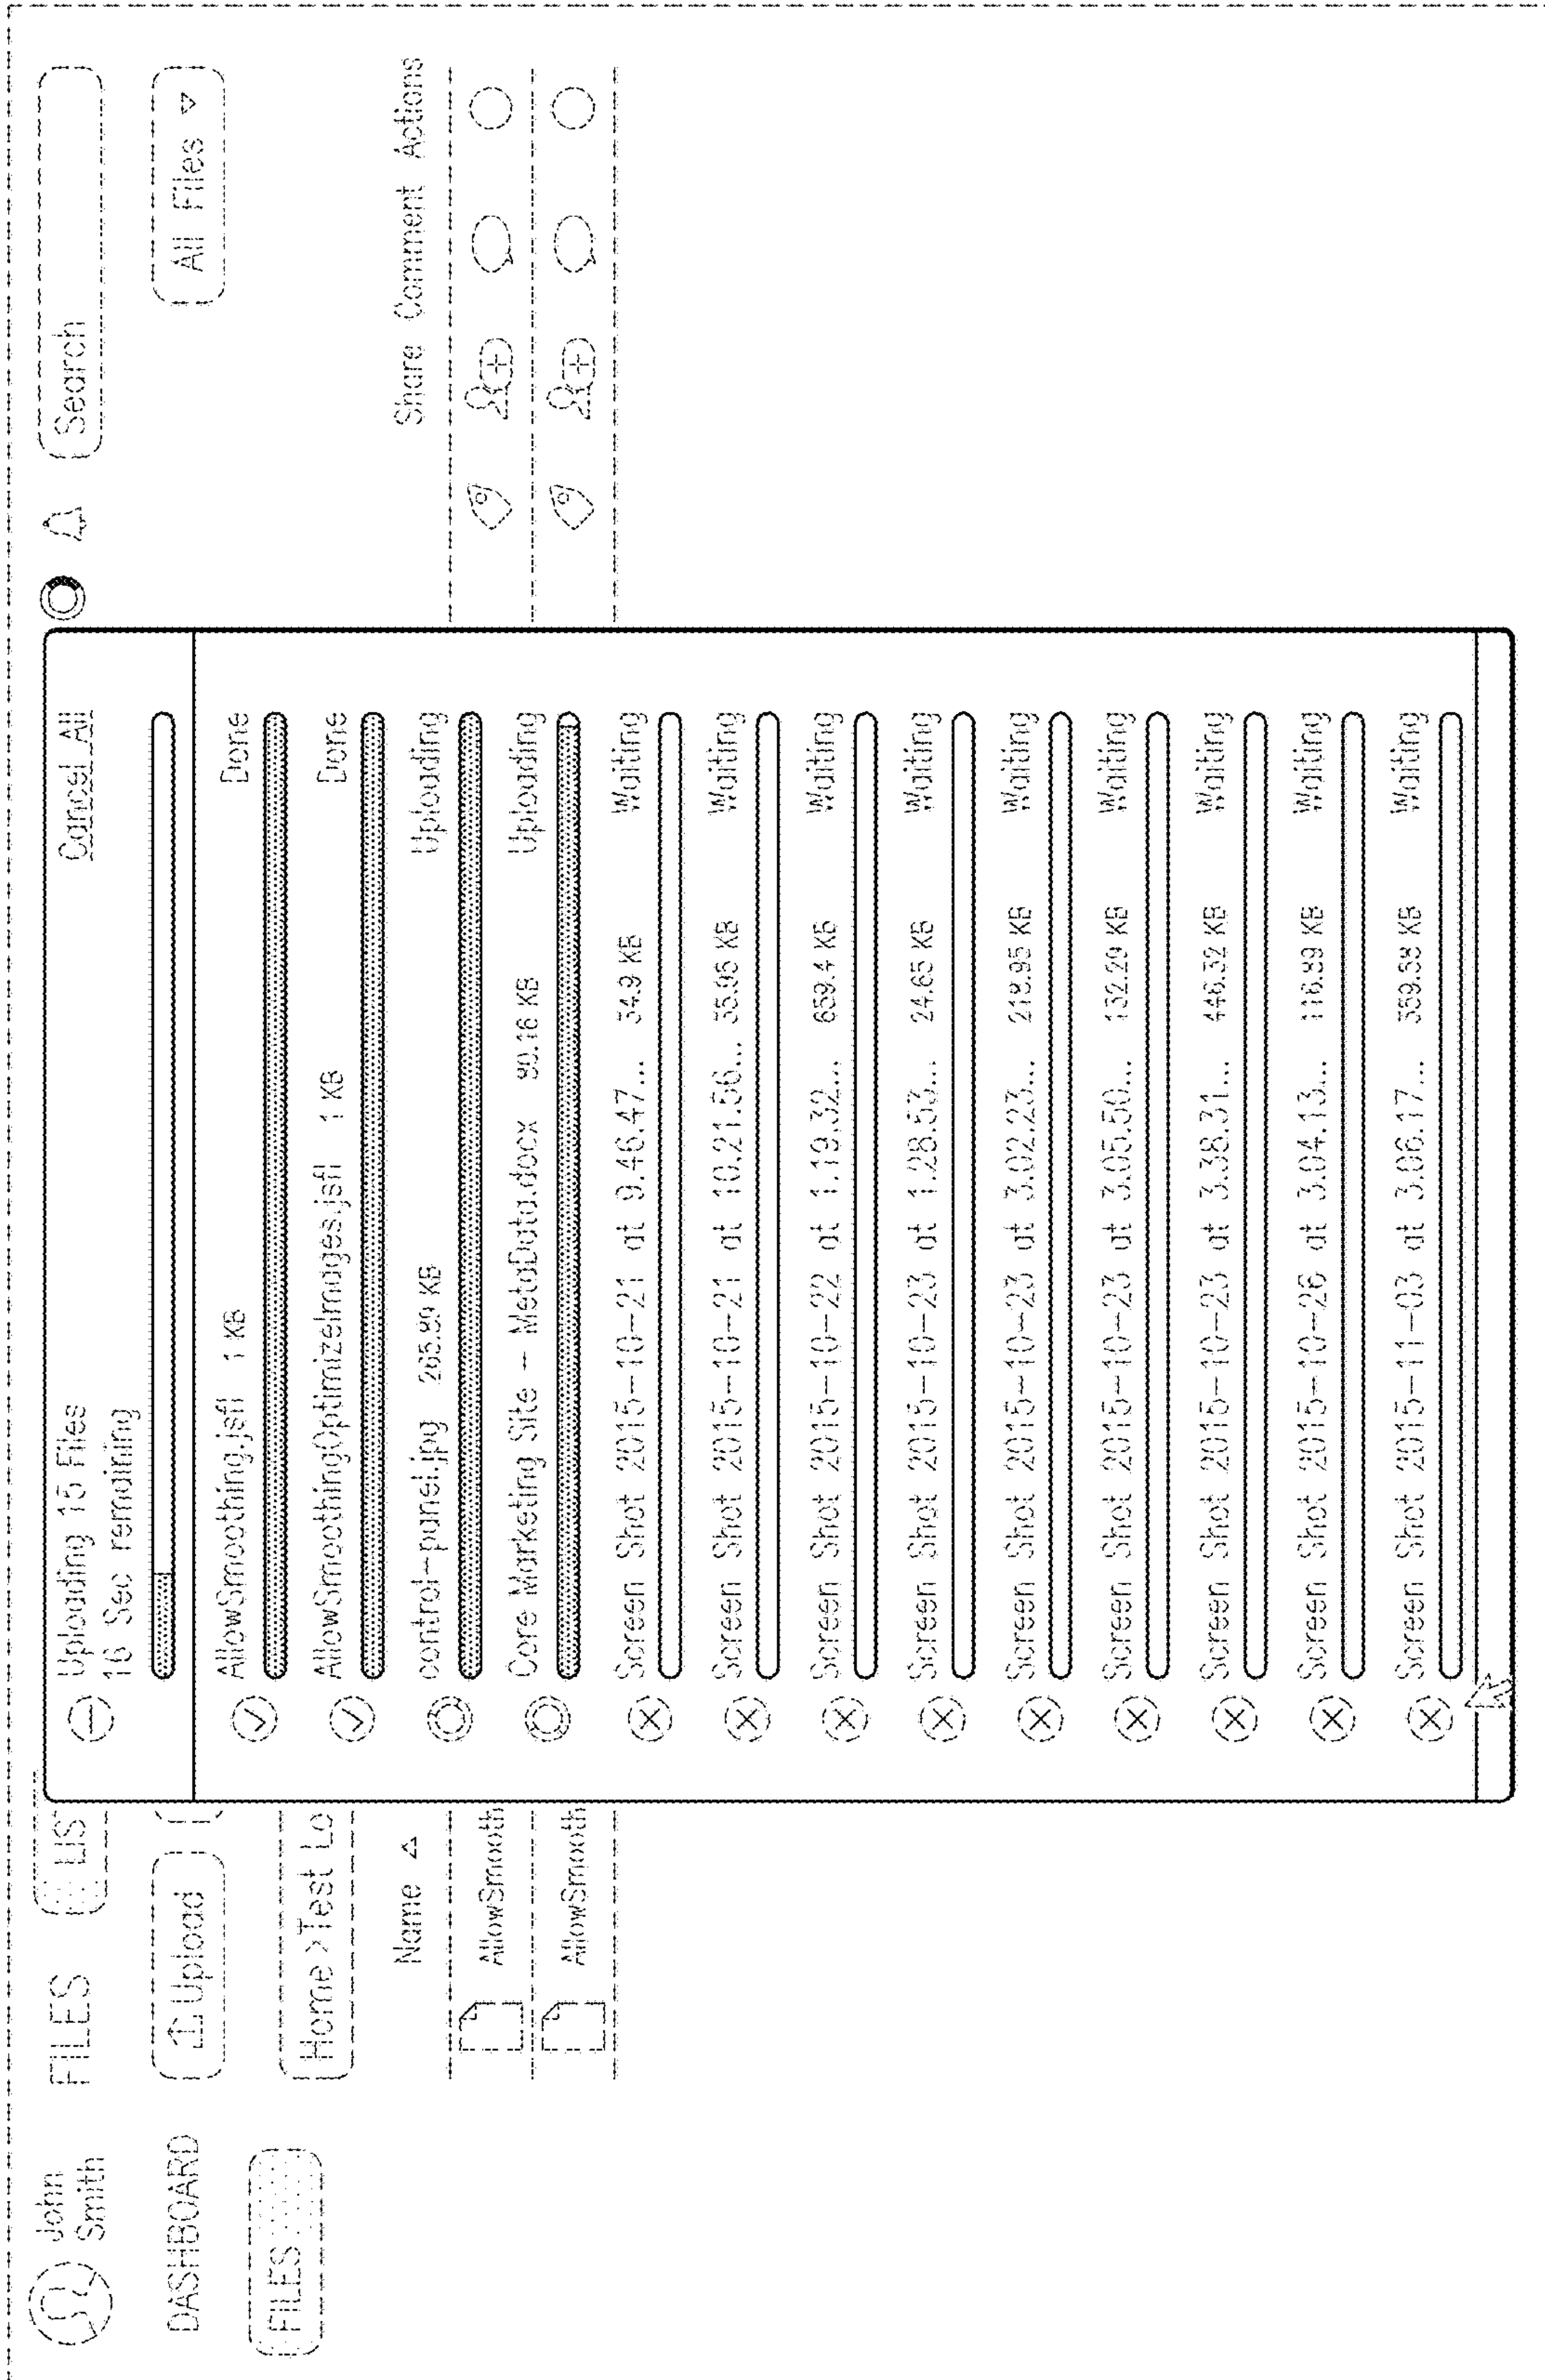 John
Smith
FILES
LIS
Search
DASHBOARD
Upload
All Files
FILES
Home >Test Lo
Name
Share Comment Actions
AllowSmooth
AllowSmooth
Uploading 15 Files
Cancel All
16 Sec remaining
AllowSmoothing.jsfl 1 KB Done
AllowSmoothingOptimizeImages.jsfl 1 KB Done
control-panel.jpg 265.89 KB Uploading
Core Marketing Site - MetaData.docx 80.16 KB Uploading
Screen Shot 2015-10-21 at 9.46.47... 34.9 KB Waiting
Screen Shot 2015-10-21 at 10.21.56... 35.95 KB Waiting
Screen Shot 2015-10-22 at 1.19.32... 659.4 KB Waiting
Screen Shot 2015-10-23 at 1.28.53... 24.65 KB Waiting
Screen Shot 2015-10-23 at 3.02.23... 218.95 KB Waiting
Screen Shot 2015-10-23 at 3.05.50... 132.29 KB Waiting
Screen Shot 2015-10-23 at 3.38.31... 446.32 KB Waiting
Screen Shot 2015-10-26 at 3.04.13... 116.89 KB Waiting
Screen Shot 2015-11-03 at 3.06.17... Waiting